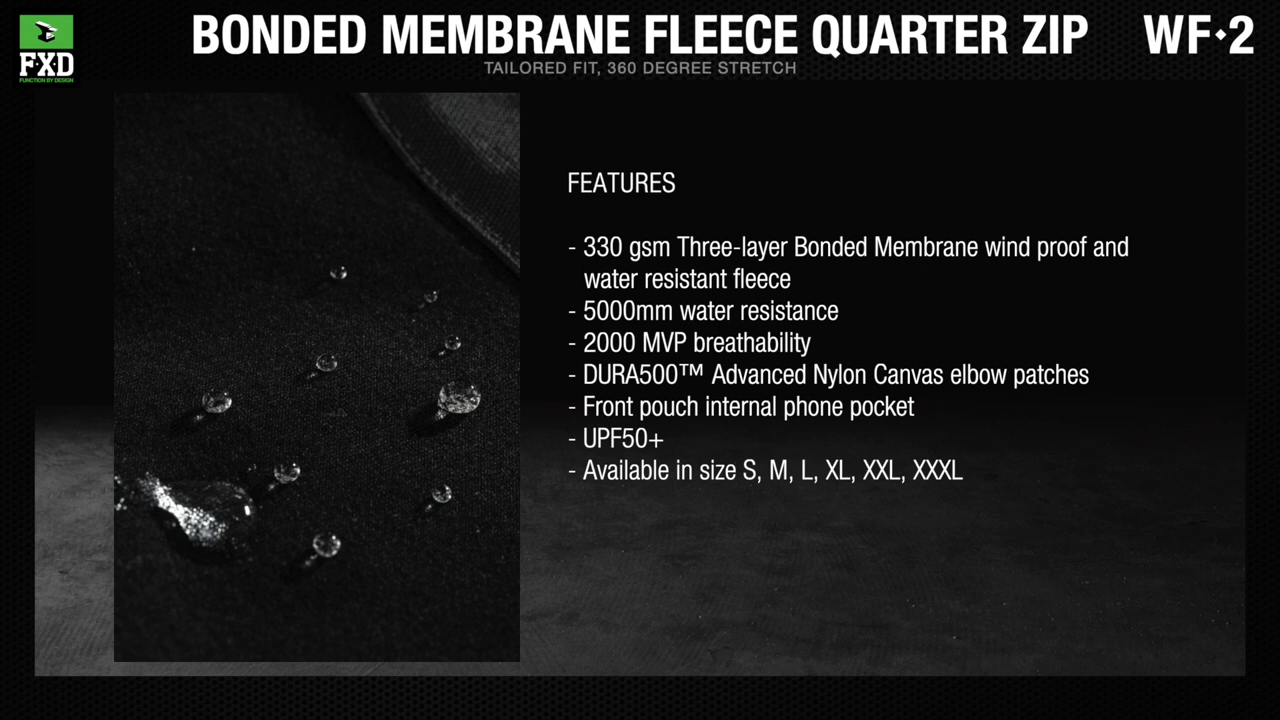 BONDED MEMBRANE FLEECE QUARTER ZIP
WF·2
TAILORED FIT, 360 DEGREE STRETCH
F·X·D
FUNCTION BY DESIGN
FEATURES
- 330 gsm Three-layer Bonded Membrane wind proof and
water resistant fleece
- 5000mm water resistance
- 2000 MVP breathability
- DURA500™ Advanced Nylon Canvas elbow patches
- Front pouch internal phone pocket
- UPF50+
- Available in size S, M, L, XL, XXL, XXXL